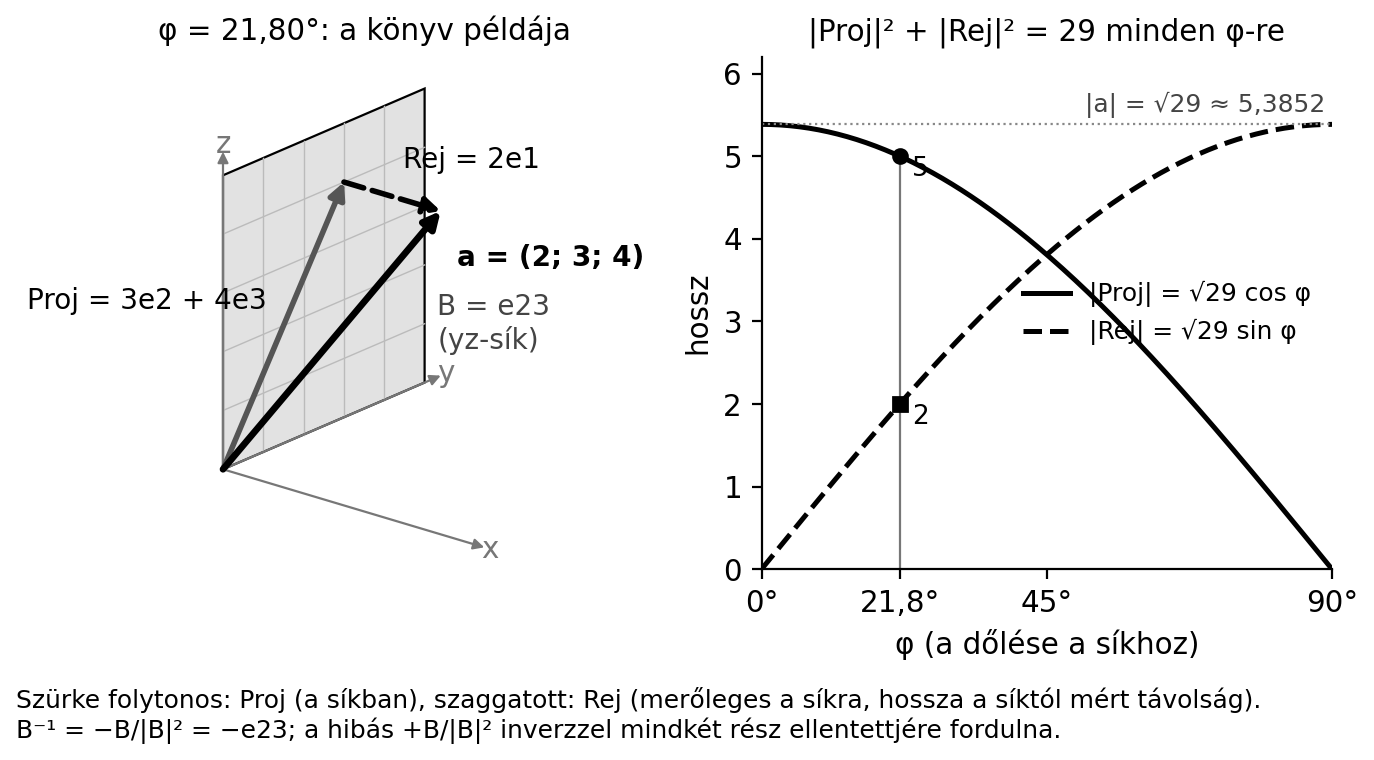 φ = 21,80°: a könyv példája
z
Rej = 2e1
a = (2; 3; 4)
Proj = 3e2 + 4e3
B = e23
(yz-sík)
y
x
|Proj|² + |Rej|² = 29 minden φ-re
|a| = √29 ≈ 5,3852
hossz
6
5
4
3
2
1
0
5
2
|Proj| = √29 cos φ
|Rej| = √29 sin φ
0° 21,8° 45° 90°
φ (a dőlése a síkhoz)
Szürke folytonos: Proj (a síkban), szaggatott: Rej (merőleges a síkra, hossza a síktól mért távolság).
B⁻¹ = −B/|B|² = −e23; a hibás +B/|B|² inverzzel mindkét rész ellentettjére fordulna.